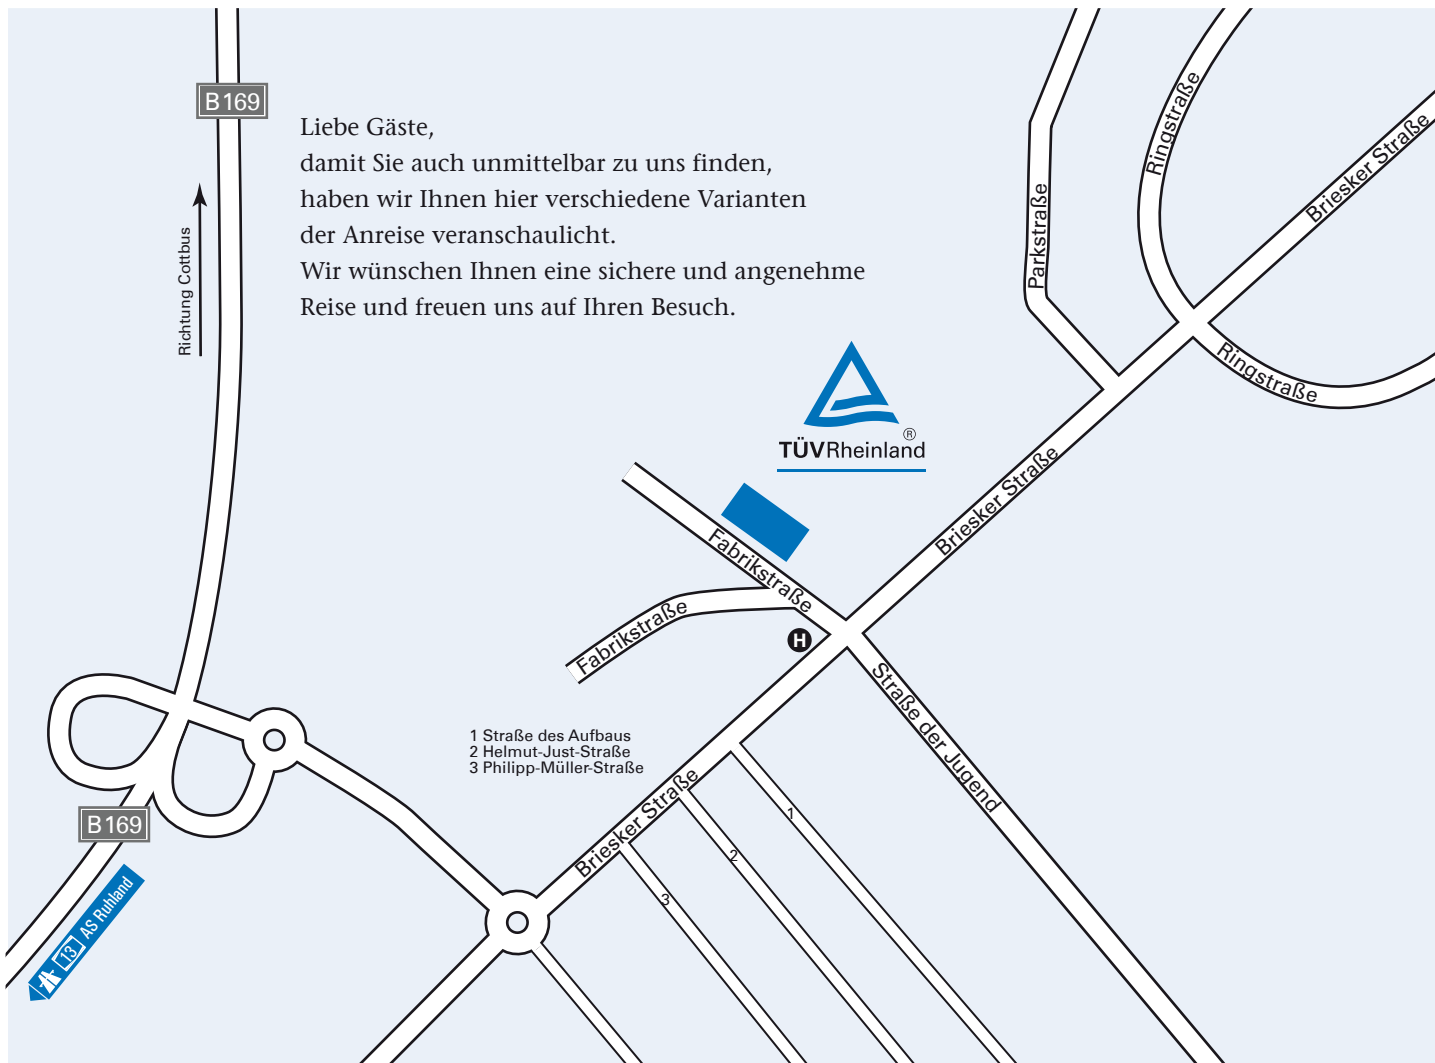 B 169
Liebe Gäste,
damit Sie auch unmittelbar zu uns finden,
haben wir Ihnen hier verschiedene Varianten
der Anreise veranschaulicht.
Wir wünschen Ihnen eine sichere und angenehme
Reise und freuen uns auf Ihren Besuch.
Richtung Cottbus
Parkstraße
Ringstraße
Briesker Straße
Ringstraße
TÜVRheinland®
Briesker Straße
Fabrikstraße
Fabrikstraße
H
Straße der Jugend
1 Straße des Aufbaus
2 Helmut-Just-Straße
3 Philipp-Müller-Straße
Briesker Straße
1
2
3
B 169
13 AS Ruhland